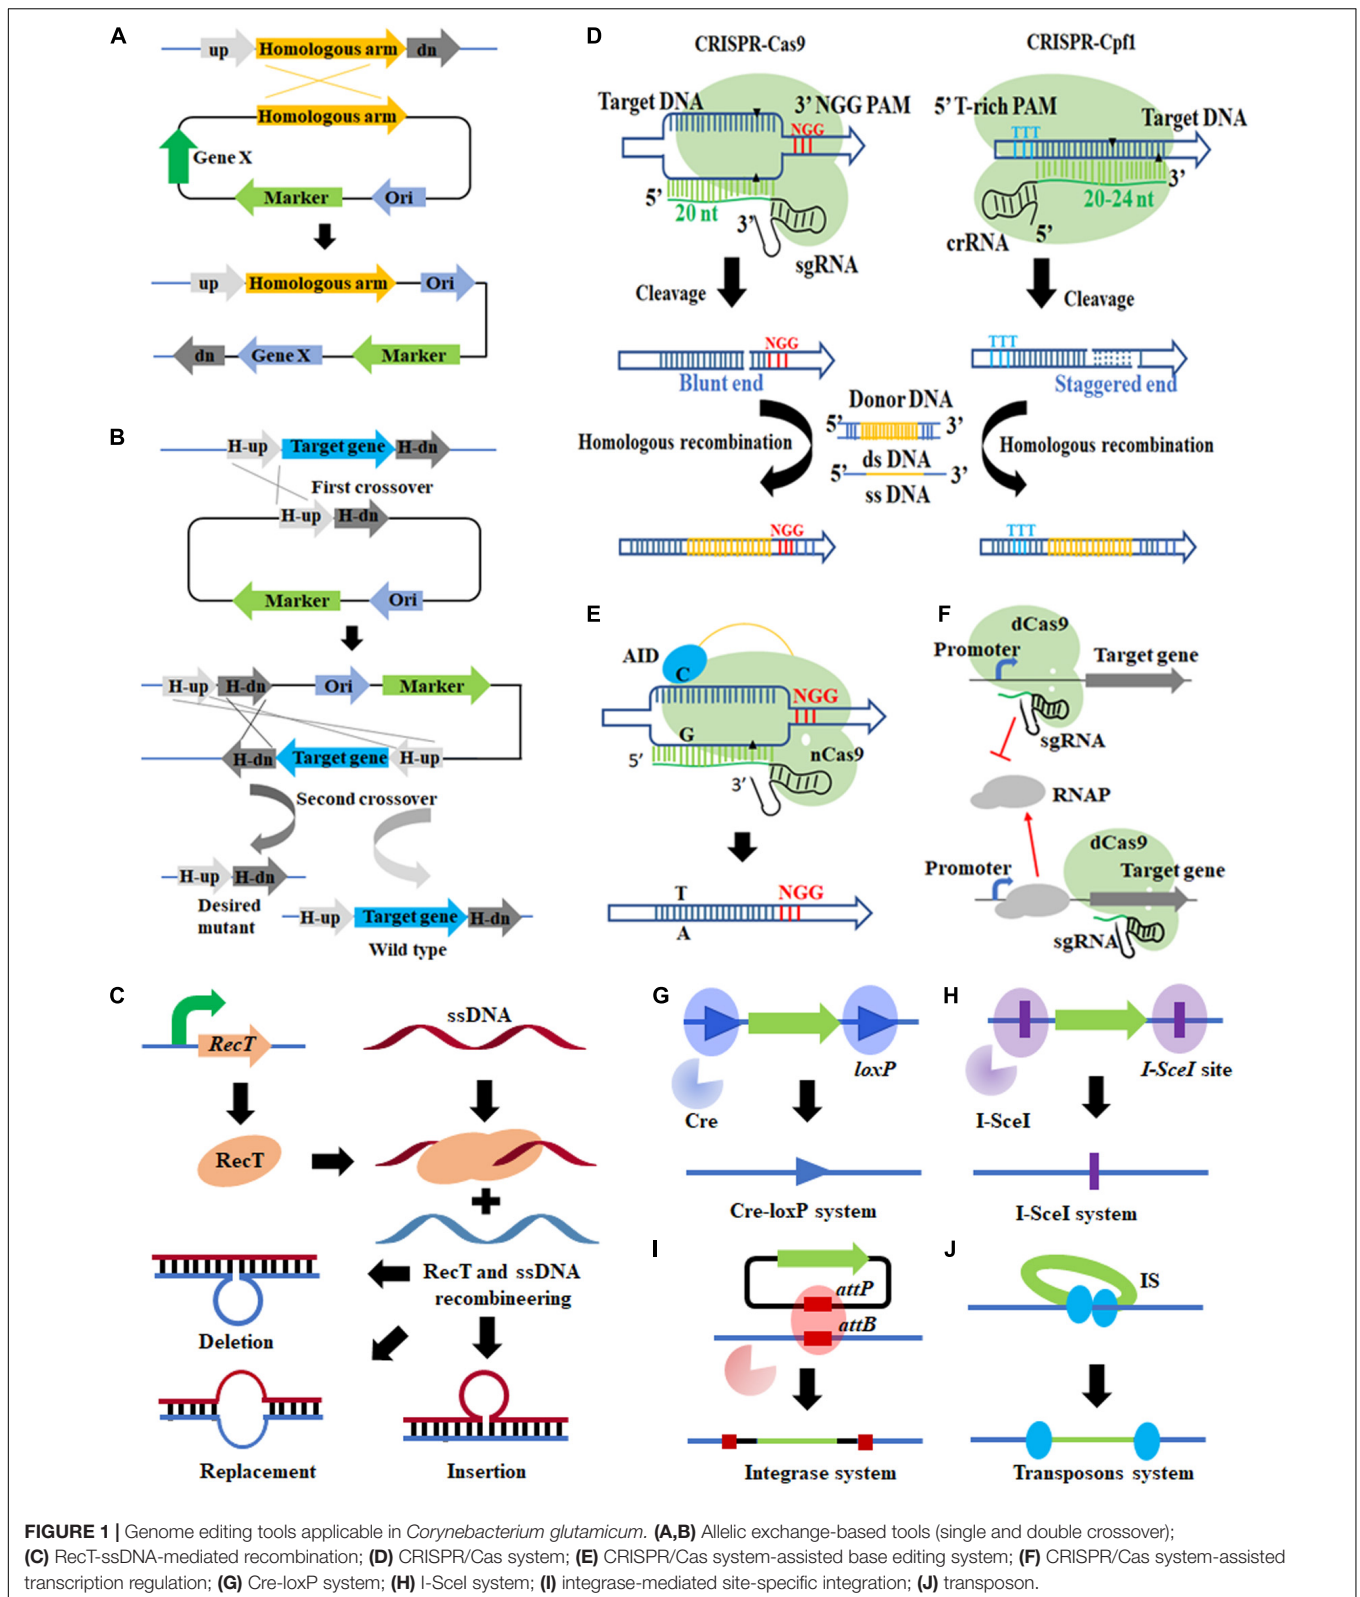 A
up Homologous arm dn
Homologous arm
Gene X
Marker Ori
up Homologous arm Ori
dn Gene X Marker
B
H-up Target gene H-dn
First crossover
H-up H-dn
Marker Ori
H-up H-dn Ori Marker
H-dn Target gene H-up
Second crossover
H-up H-dn
Desired
mutant
H-up Target gene H-dn
Wild type
C
RecT
ssDNA
RecT
RecT and ssDNA
recombineering
Deletion
Replacement
Insertion
D
CRISPR-Cas9
Target DNA
3’ NGG PAM
NGG
5’
20 nt
3’
sgRNA
Cleavage
NGG
Blunt end
Homologous recombination
NGG
CRISPR-Cpf1
5’ T-rich PAM
Target DNA
TTT
3’
20-24 nt
crRNA
5’
Cleavage
TTT
Staggered end
Donor DNA
5’ 3’
ds DNA
5’ 3’
ss DNA
Homologous recombination
TTT
E
AID
C
NGG
G
5’
nCas9
3’
T
NGG
A
F
dCas9
Promoter
Target gene
sgRNA
RNAP
dCas9
Promoter
Target gene
sgRNA
G
loxP
Cre
Cre-loxP system
H
I-SceI site
I-SceI
I-SceI system
I
attP
attB
Integrase system
J
IS
Transposons system
FIGURE 1 | Genome editing tools applicable in Corynebacterium glutamicum. (A,B) Allelic exchange-based tools (single and double crossover);
(C) RecT-ssDNA-mediated recombination; (D) CRISPR/Cas system; (E) CRISPR/Cas system-assisted base editing system; (F) CRISPR/Cas system-assisted
transcription regulation; (G) Cre-loxP system; (H) I-SceI system; (I) integrase-mediated site-specific integration; (J) transposon.